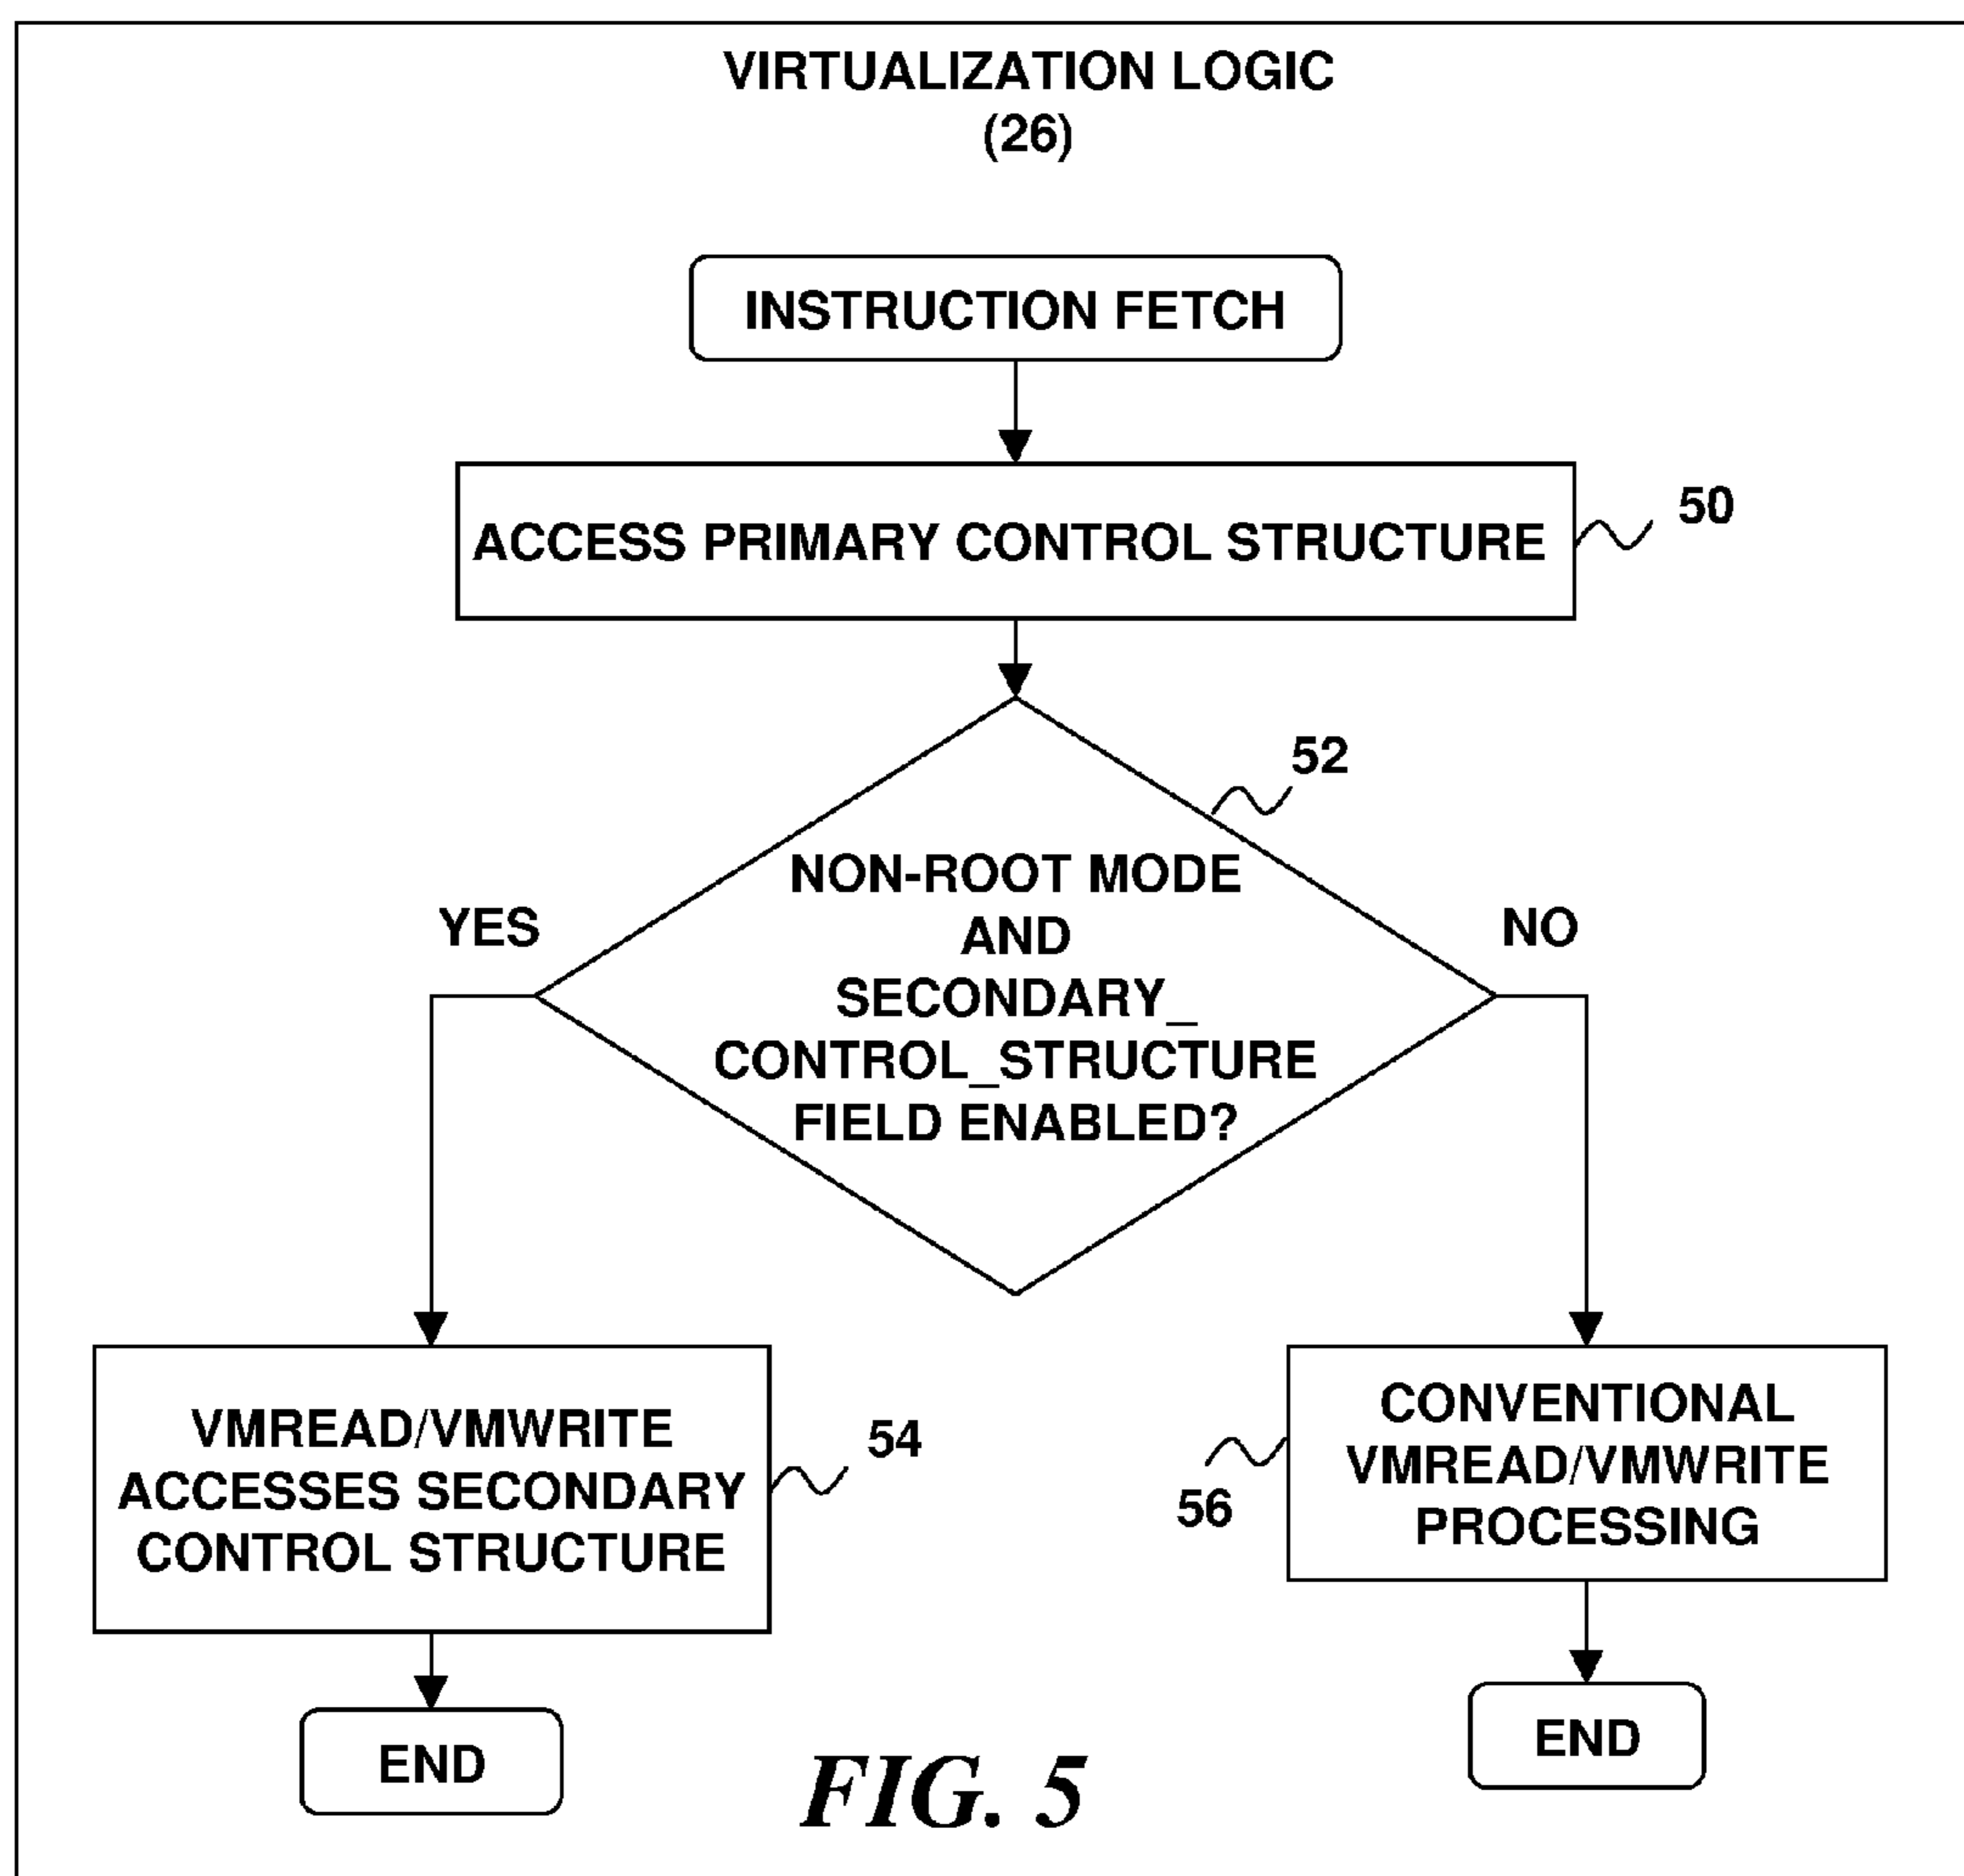 VIRTUALIZATION LOGIC
(26)
INSTRUCTION FETCH
ACCESS PRIMARY CONTROL STRUCTURE
50
52
NON-ROOT MODE
AND
SECONDARY_
CONTROL_STRUCTURE
FIELD ENABLED?
YES
NO
VMREAD/VMWRITE
ACCESSES SECONDARY
CONTROL STRUCTURE
54
CONVENTIONAL
VMREAD/VMWRITE
PROCESSING
56
END
END
FIG. 5